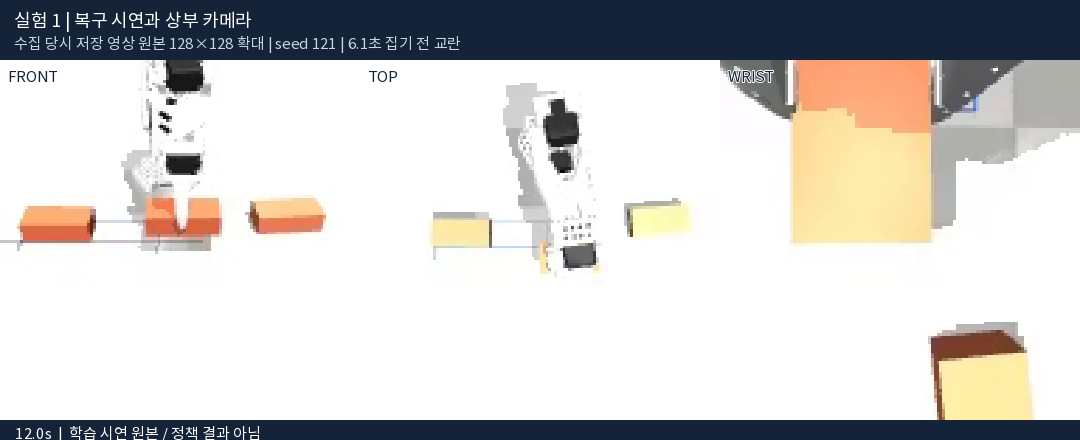 실험 1 | 복구 시연과 상부 카메라
수집 당시 저장 영상 원본 128×128 확대 | seed 121 | 6.1초 집기 전 교란
FRONT
TOP
WRIST
12.0s | 학습 시연 원본 / 정책 결과 아님